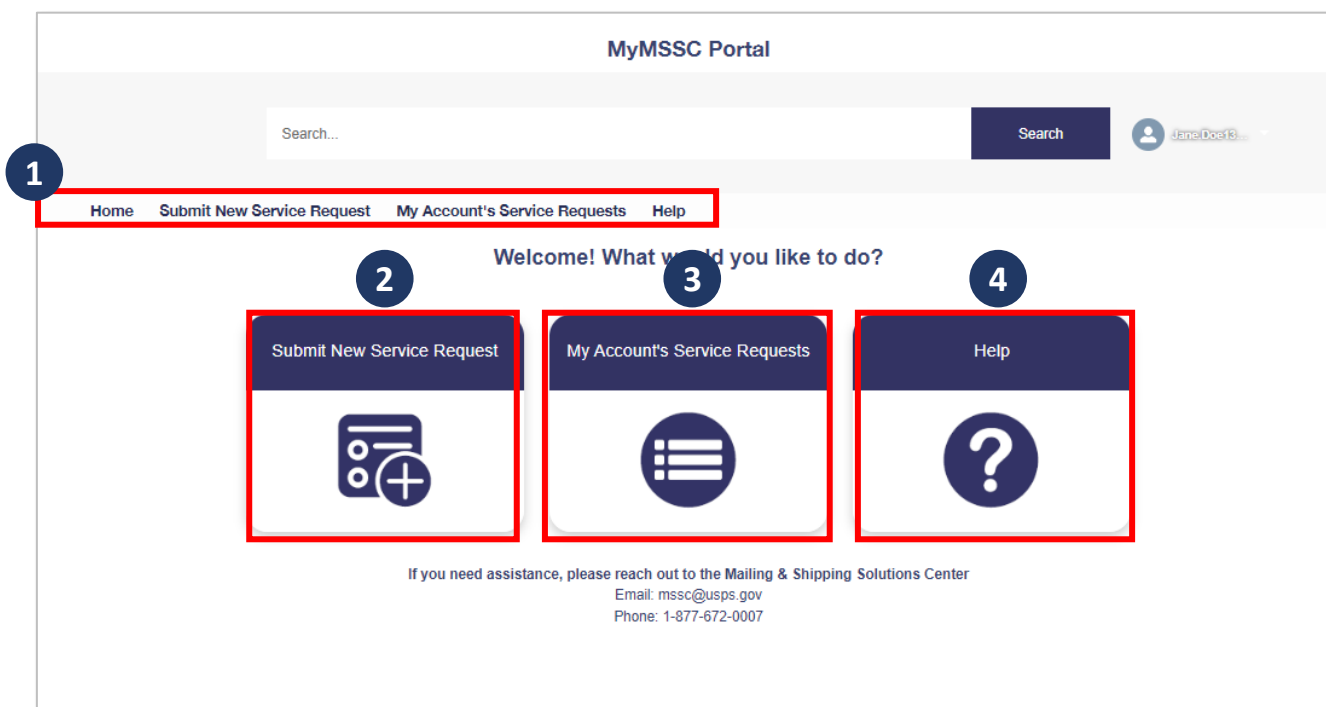 MyMSSC Portal
Search...
Search
Jane.Doe13...
1
Home Submit New Service Request My Account's Service Requests Help
Welcome! What would you like to do?
2
3
4
Submit New Service Request
My Account's Service Requests
Help
If you need assistance, please reach out to the Mailing & Shipping Solutions Center
Email: mssc@usps.gov
Phone: 1-877-672-0007